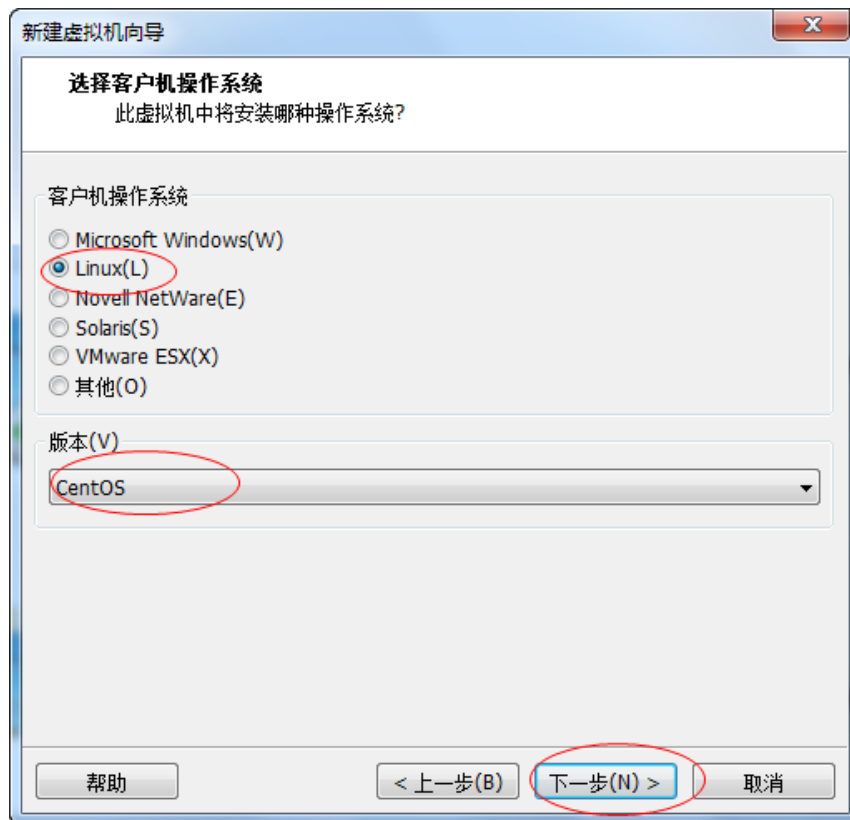 新建虚拟机向导
选择客户机操作系统
此虚拟机中将安装哪种操作系统?
客户机操作系统
Microsoft Windows(W)
Linux(L)
Novell NetWare(E)
Solaris(S)
VMware ESX(X)
其他(O)
版本(V)
CentOS
帮助 < 上一步(B) 下一步(N) > 取消